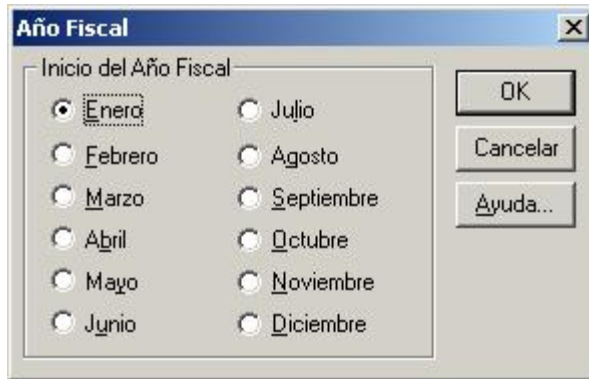 Año Fiscal
Inicio del Año Fiscal
Enero
Febrero
Marzo
Abril
Mayo
Junio
Julio
Agosto
Septiembre
Octubre
Noviembre
Diciembre
OK
Cancelar
Ayuda...